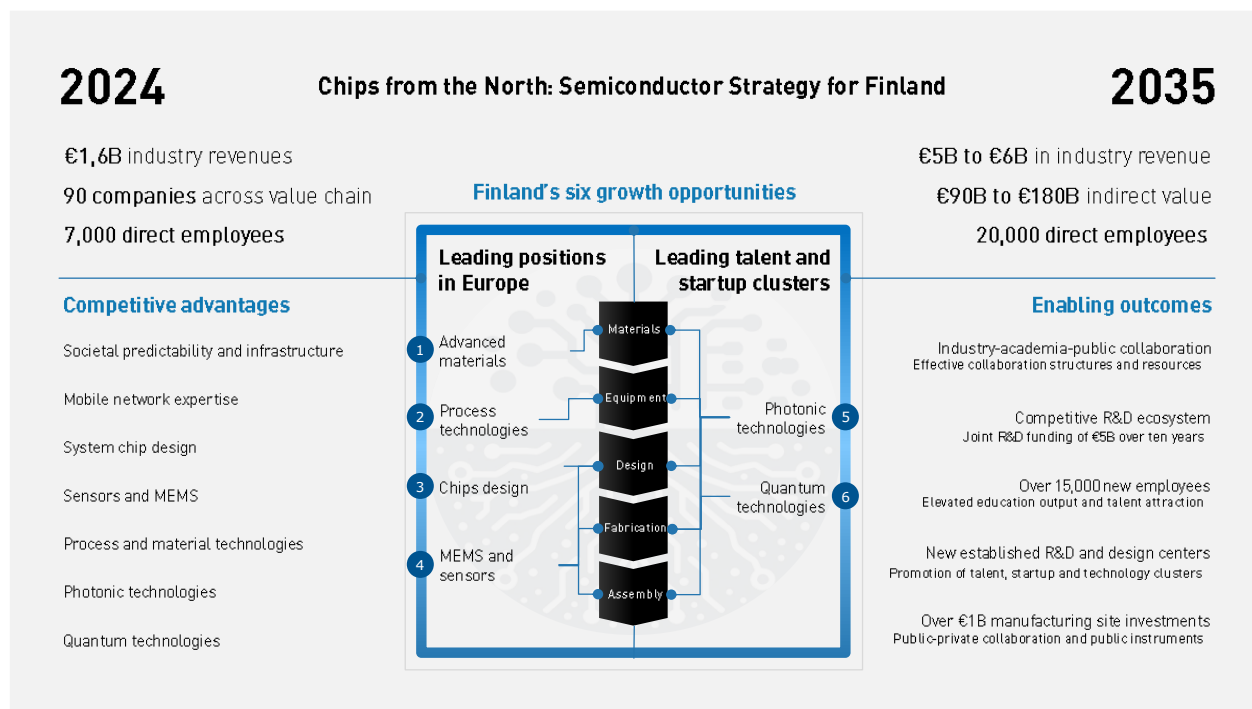 2024
Chips from the North: Semiconductor Strategy for Finland
2035
€1,6B industry revenues
90 companies across value chain
7,000 direct employees
€5B to €6B in industry revenue
€90B to €180B indirect value
20,000 direct employees
Competitive advantages
Societal predictability and infrastructure
Mobile network expertise
System chip design
Sensors and MEMS
Process and material technologies
Photonic technologies
Quantum technologies
Finland's six growth opportunities
Leading positions
in Europe
1
Advanced
materials
2
Process
technologies
3
Chips design
4
MEMS and
sensors
Materials
Equipment
Design
Fabrication
Assembly
Leading talent and
startup clusters
Photonic
technologies
5
Quantum
technologies
6
Enabling outcomes
Industry-academia-public collaboration
Effective collaboration structures and resources
Competitive R&D ecosystem
Joint R&D funding of €5B over ten years
Over 15,000 new employees
Elevated education output and talent attraction
New established R&D and design centers
Promotion of talent, startup and technology clusters
Over €1B manufacturing site investments
Public-private collaboration and public instruments